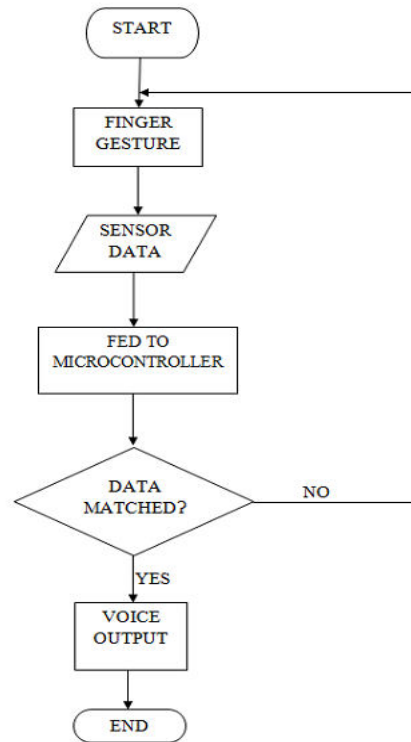 START
FINGER
GESTURE
SENSOR
DATA
FED TO
MICROCONTROLLER
DATA
MATCHED?
NO
YES
VOICE
OUTPUT
END